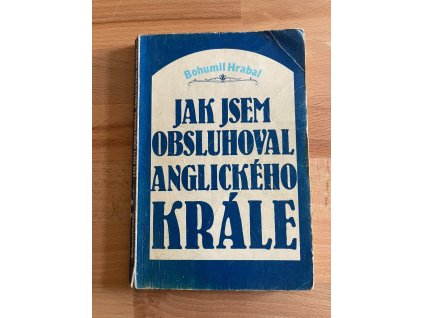 Bohumil Hrabal
JAK JSEM
OBSLUHOVAL
ANGLICKÉHO
KRÁLE